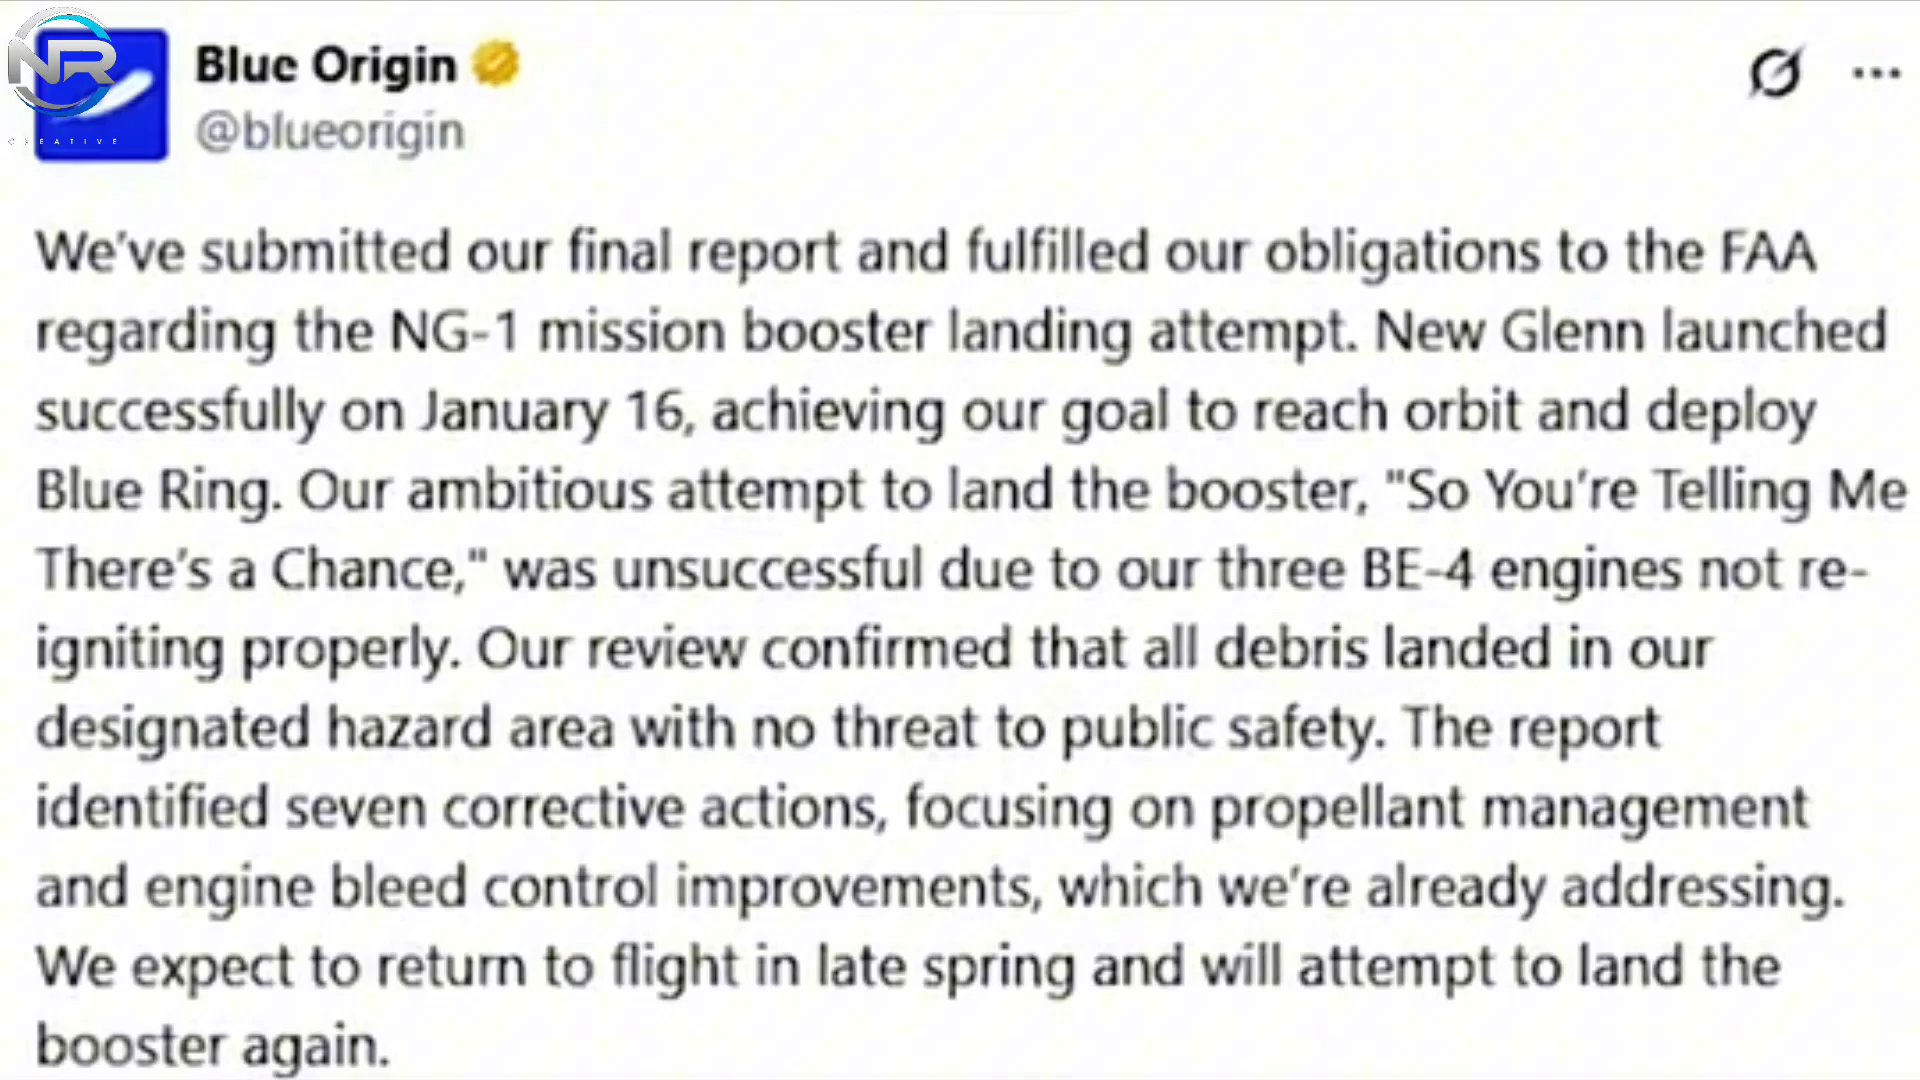 NR
CREATIVE
Blue Origin
@blueorigin
We've submitted our final report and fulfilled our obligations to the FAA
regarding the NG-1 mission booster landing attempt. New Glenn launched
successfully on January 16, achieving our goal to reach orbit and deploy
Blue Ring. Our ambitious attempt to land the booster, "So You're Telling Me
There's a Chance," was unsuccessful due to our three BE-4 engines not re-
igniting properly. Our review confirmed that all debris landed in our
designated hazard area with no threat to public safety. The report
identified seven corrective actions, focusing on propellant management
and engine bleed control improvements, which we're already addressing.
We expect to return to flight in late spring and will attempt to land the
booster again.